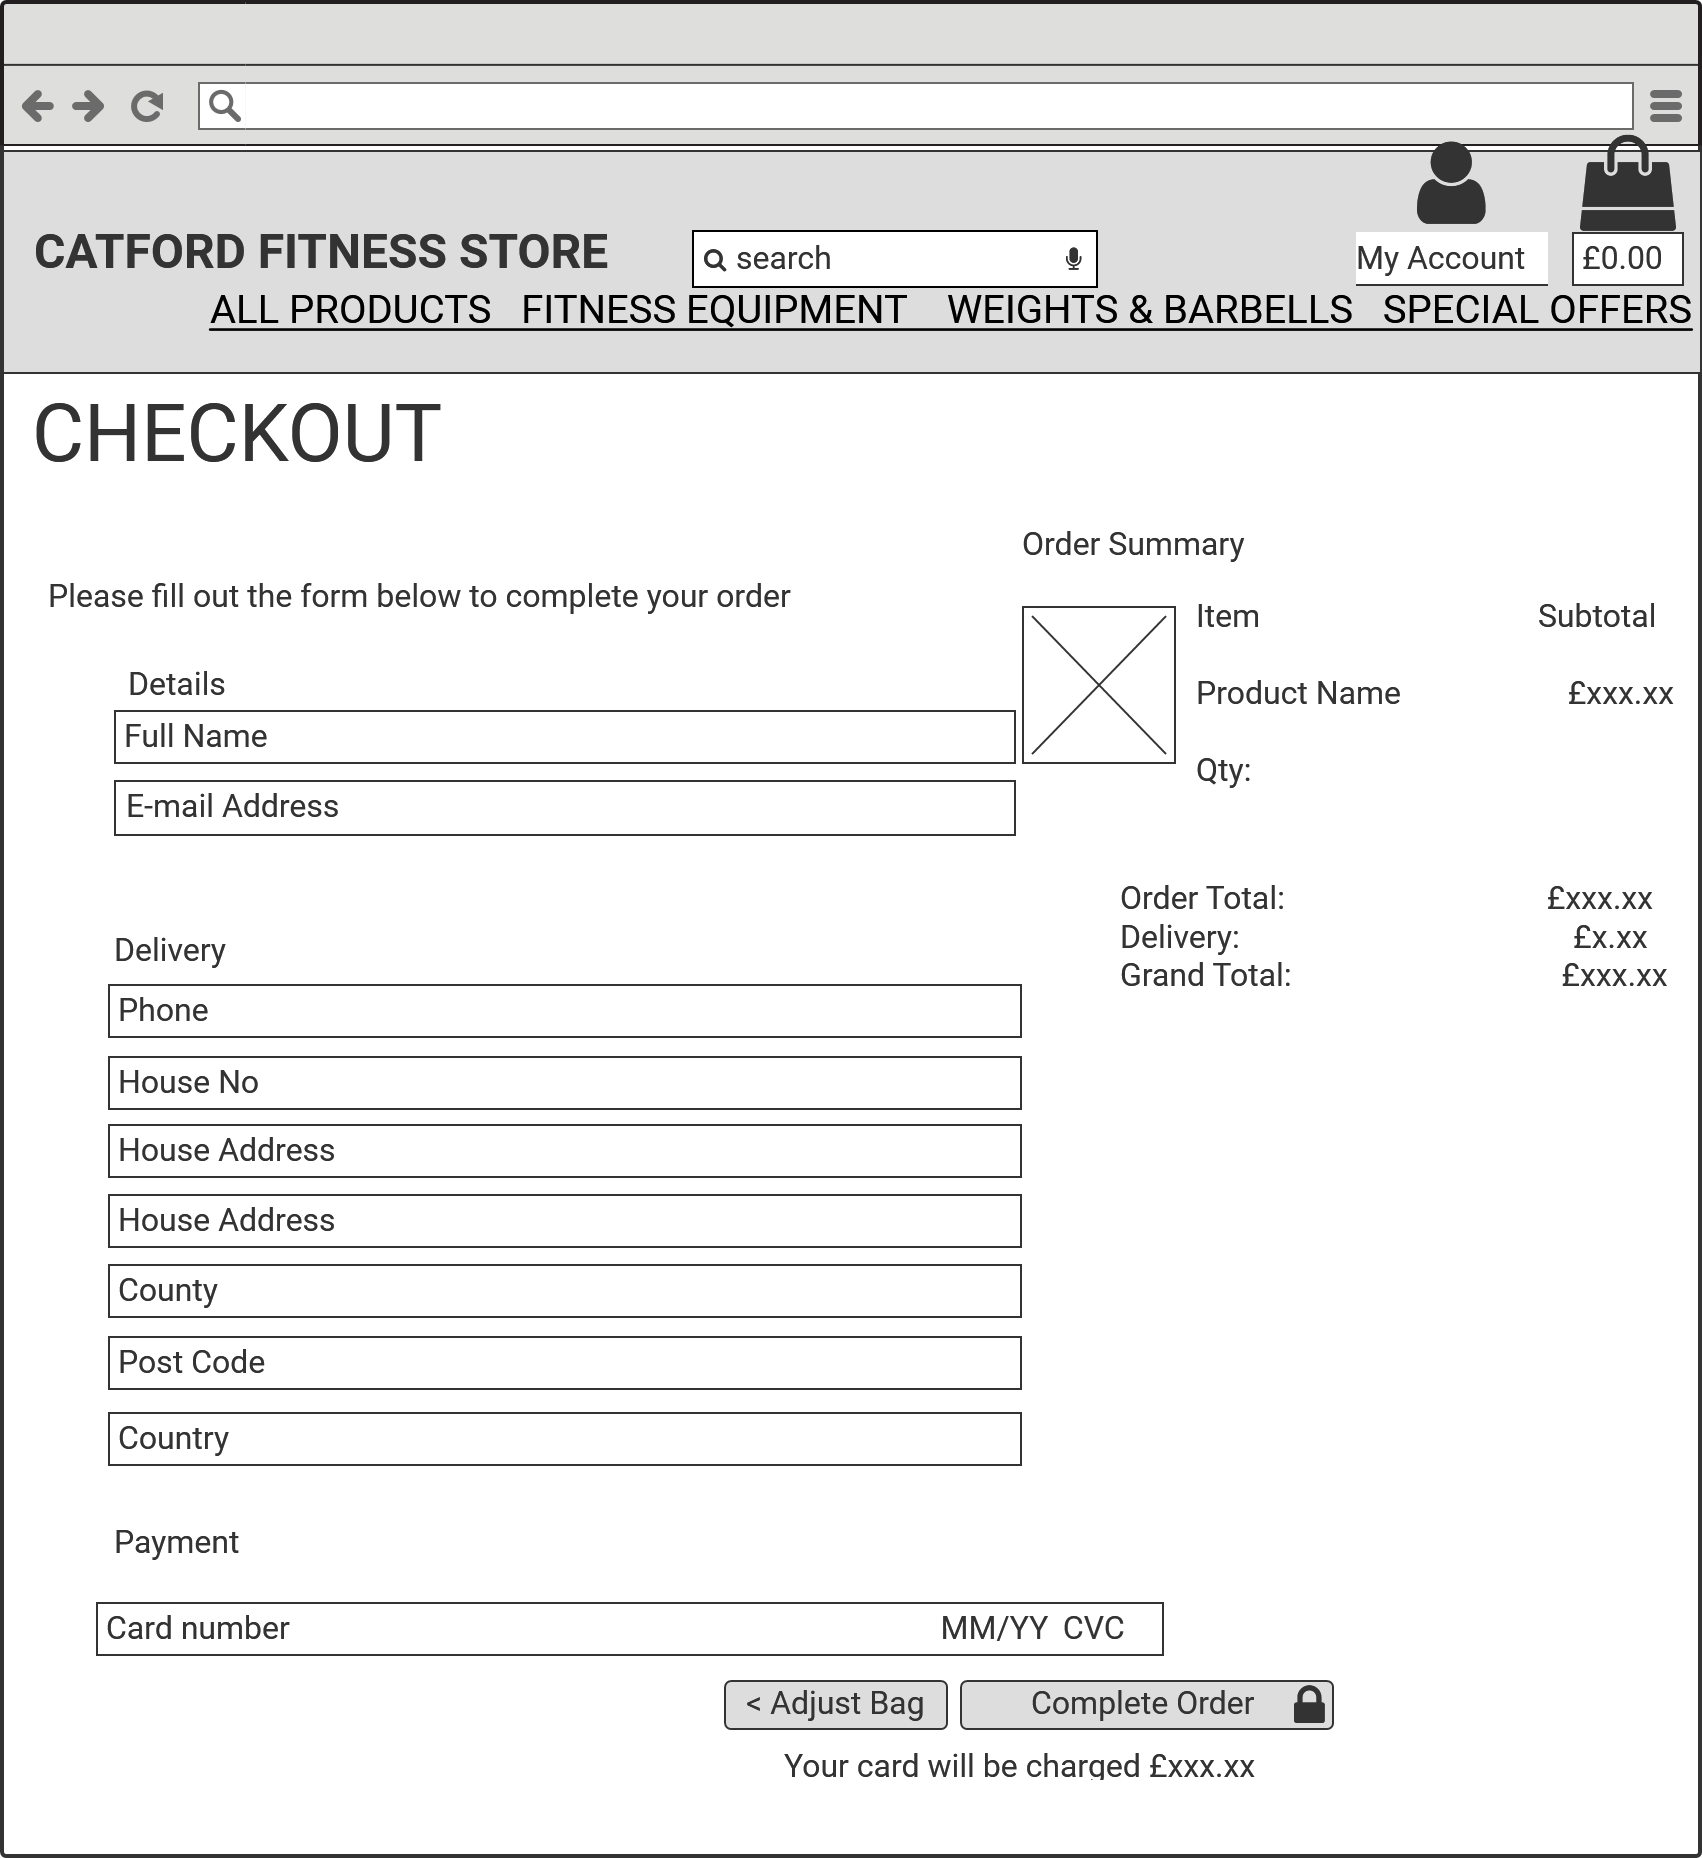 CATFORD FITNESS STORE
search
My Account
£0.00
ALL PRODUCTS FITNESS EQUIPMENT WEIGHTS & BARBELLS SPECIAL OFFERS
CHECKOUT
Please fill out the form below to complete your order
Details
Full Name
E-mail Address
Delivery
Phone
House No
House Address
House Address
County
Post Code
Country
Payment
Card number MM/YY CVC
Order Summary
Item Subtotal
Product Name £xxx.xx
Qty:
Order Total: £xxx.xx
Delivery: £x.xx
Grand Total: £xxx.xx
< Adjust Bag
Complete Order
Your card will be charged £xxx.xx